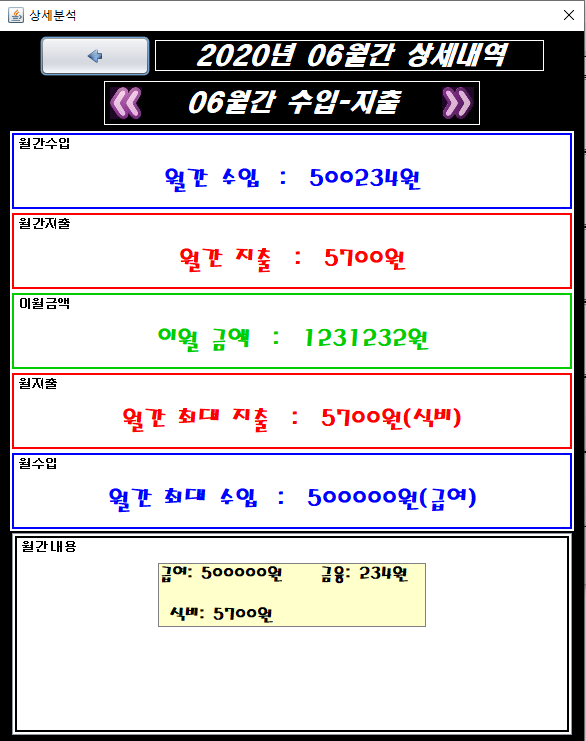 상세분석
2020년 06월간 상세내역
06월간 수입-지출
월간수입
월간 수입 : 500234원
월간지출
월간 지출 : 5700원
이월금액
이월 금액 : 1231232원
월지출
월간 최대 지출 : 5700원(식비)
월수입
월간 최대 수입 : 500000원(급여)
월간내용
급여: 500000원 금융: 234원
식비: 5700원